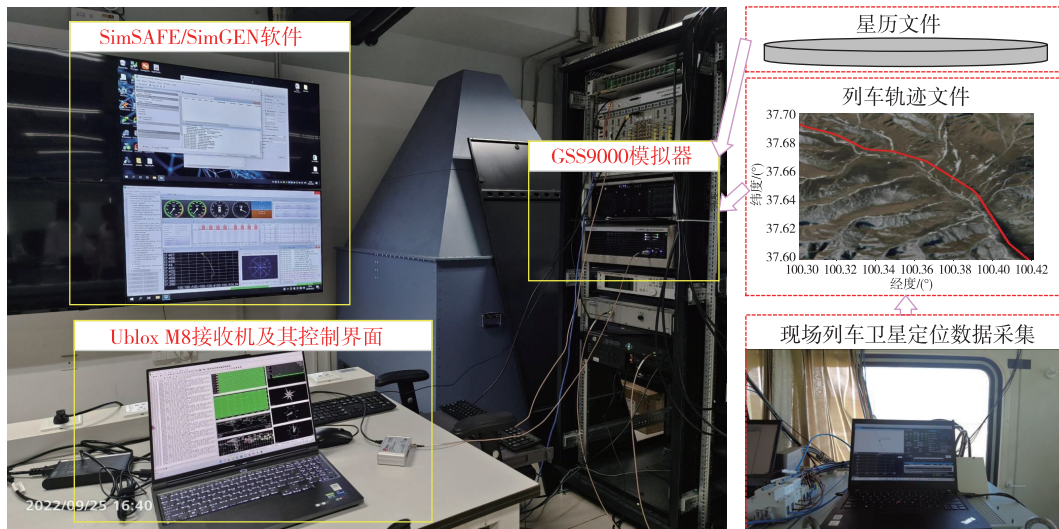 SimSAFE/SimGEN软件
GSS9000模拟器
Ublox M8接收机及其控制界面
2022/09/25 16:40
星历文件
列车轨迹文件
37.70
37.68
37.66
37.64
37.62
37.60
纬度/(°)
100.30 100.32 100.34 100.36 100.38 100.40 100.42
经度/(°)
现场列车卫星定位数据采集